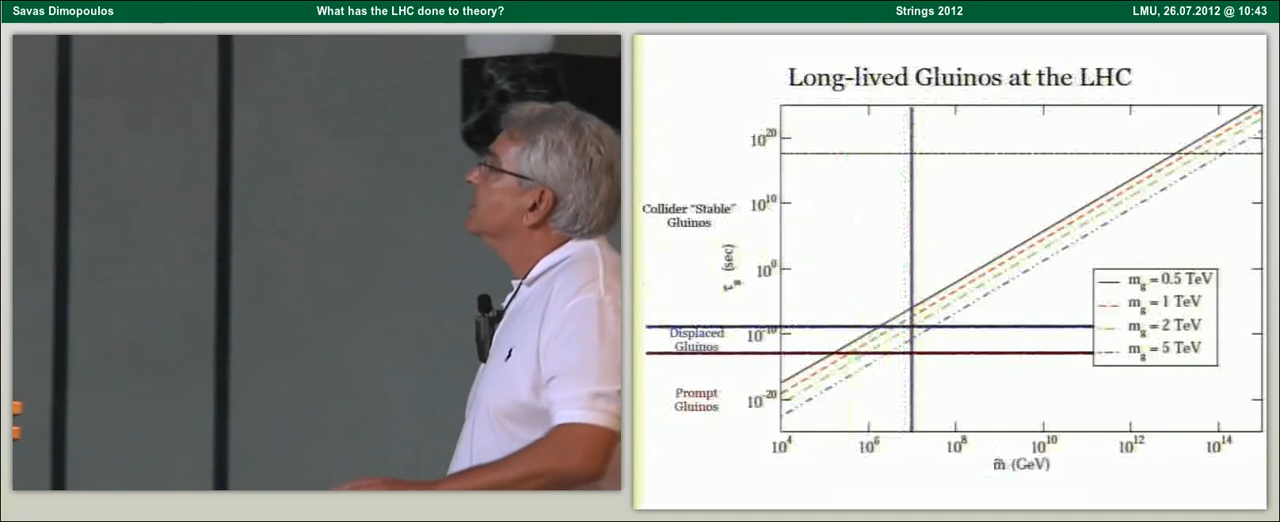 Savas Dimopoulos
What has the LHC done to theory?
Strings 2012
LMU, 26.07.2012 @ 10:43
Long-lived Gluinos at the LHC
10^20
10^10
10^0
10^-10
10^-20
τ_g (sec)
Collider "Stable"
Gluinos
Displaced
Gluinos
Prompt
Gluinos
m_g = 0.5 TeV
m_g = 1 TeV
m_g = 2 TeV
m_g = 5 TeV
10^4
10^6
10^8
10^10
10^12
10^14
m̃ (GeV)